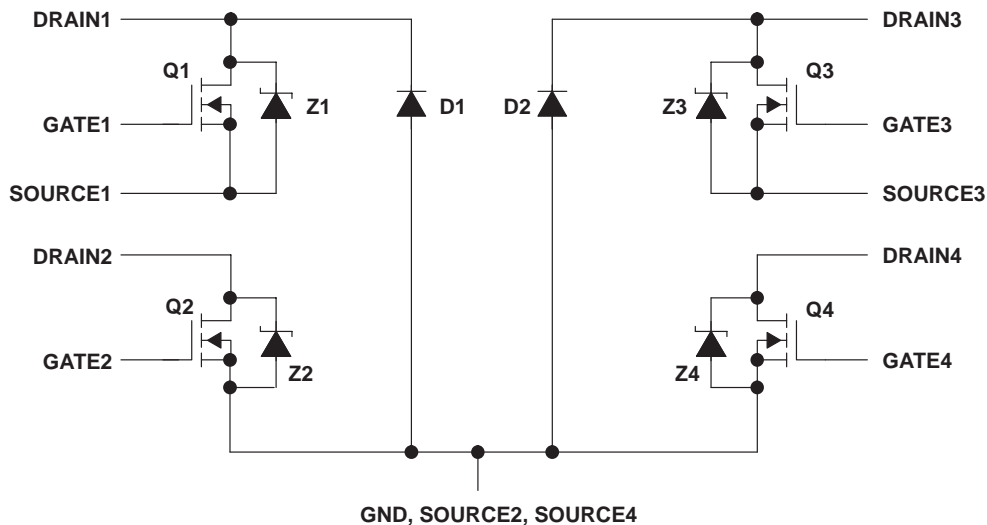 DRAIN1
DRAIN3
Q1
Q3
Z1
D1
D2
Z3
GATE1
GATE3
SOURCE1
SOURCE3
DRAIN2
DRAIN4
Q2
Q4
GATE2
Z2
Z4
GATE4
GND, SOURCE2, SOURCE4